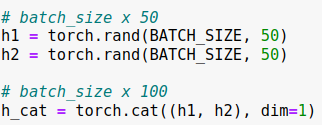 # batch_size x 50
h1 = torch.rand(BATCH_SIZE, 50)
h2 = torch.rand(BATCH_SIZE, 50)
# batch_size x 100
h_cat = torch.cat((h1, h2), dim=1)